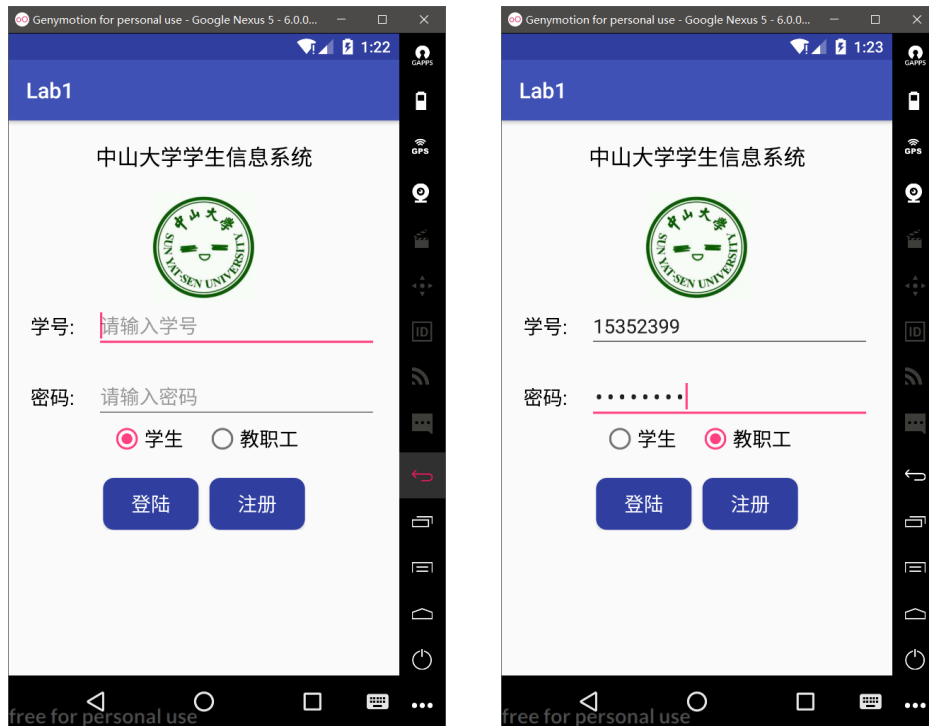 Genymotion for personal use - Google Nexus 5 - 6.0.0...
1:22
GAPPS
Lab1
GPS
中山大学学生信息系统
中山大学
SUN YAT-SEN UNIVERSITY
学号: 请输入学号
ID
密码: 请输入密码
学生 教职工
登陆 注册
free for personal use
Genymotion for personal use - Google Nexus 5 - 6.0.0...
1:23
GAPPS
Lab1
GPS
中山大学学生信息系统
中山大学
SUN YAT-SEN UNIVERSITY
学号: 15352399
ID
密码: ••••••••
学生 教职工
登陆 注册
free for personal use